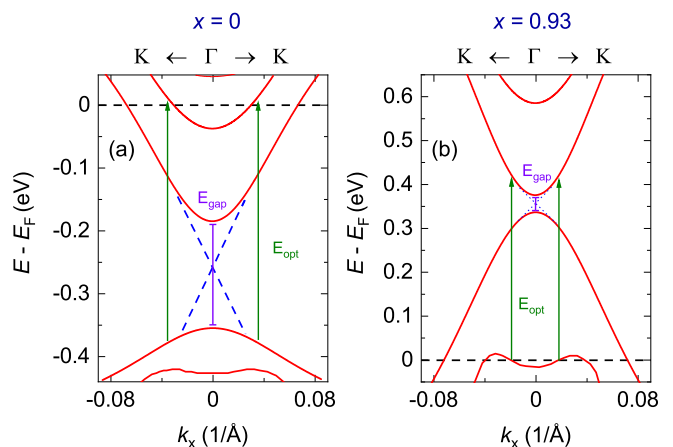 x = 0
K ← Γ → K
0
-0.1
-0.2
-0.3
-0.4
E - E_F (eV)
(a)
E_gap
E_opt
-0.08
0
0.08
k_x (1/Å)
x = 0.93
K ← Γ → K
0.6
0.5
0.4
0.3
0.2
0.1
0
E - E_F (eV)
(b)
E_gap
E_opt
-0.08
0
0.08
k_x (1/Å)